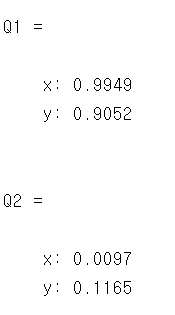 Q1 =
x: 0.9949
y: 0.9052
Q2 =
x: 0.0097
y: 0.1165